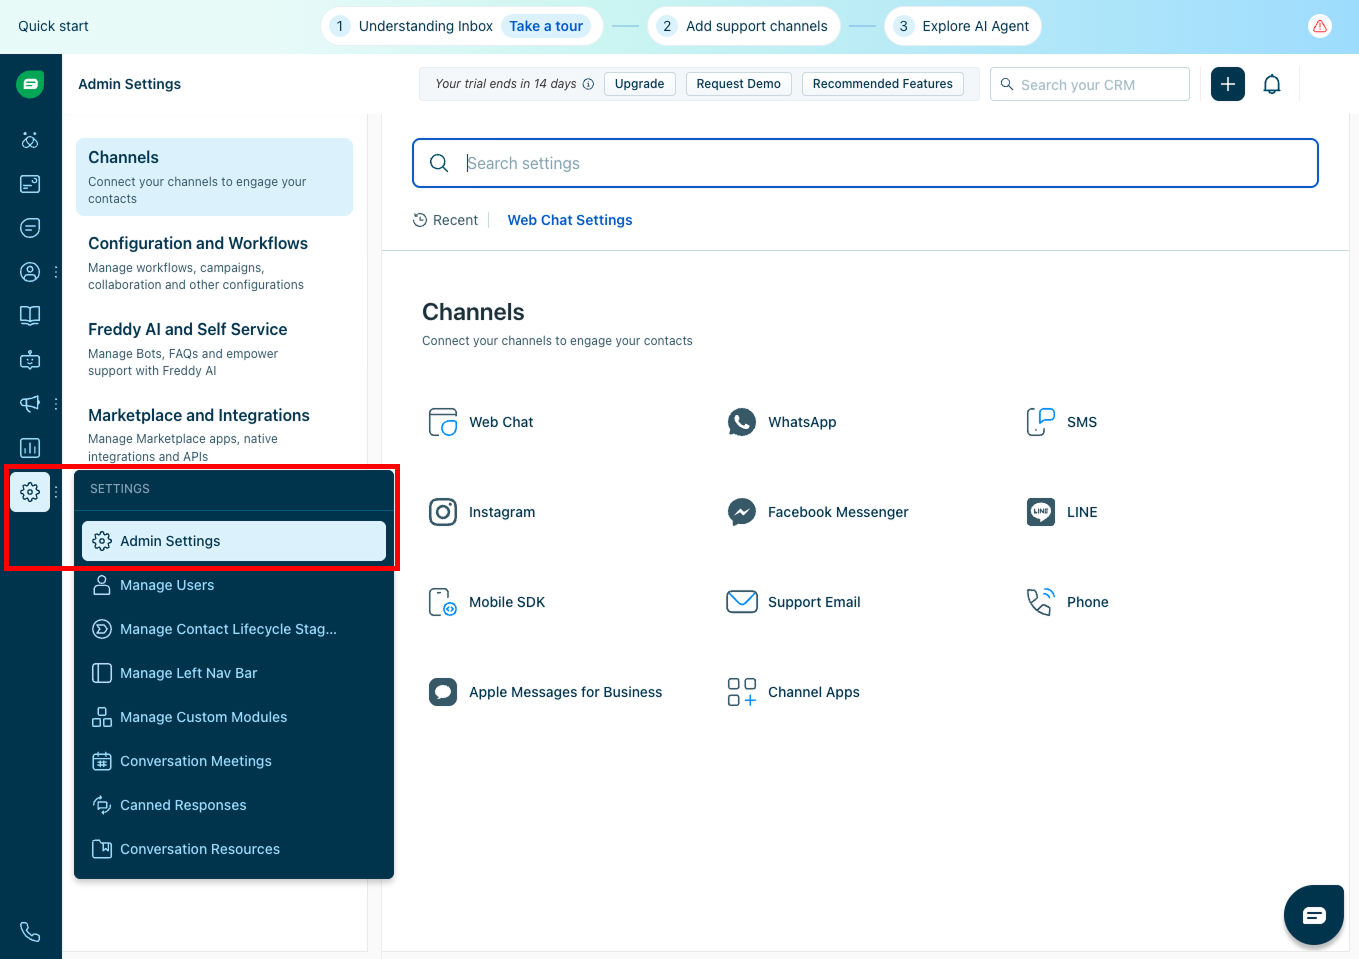 Quick start
1 Understanding Inbox Take a tour
2 Add support channels
3 Explore AI Agent
Admin Settings
Your trial ends in 14 days
Upgrade
Request Demo
Recommended Features
Search your CRM
Channels
Connect your channels to engage your
contacts
Configuration and Workflows
Manage workflows, campaigns,
collaboration and other configurations
Freddy AI and Self Service
Manage Bots, FAQs and empower
support with Freddy AI
Marketplace and Integrations
Manage Marketplace apps, native
integrations and APIs
SETTINGS
Admin Settings
Manage Users
Manage Contact Lifecycle Stag...
Manage Left Nav Bar
Manage Custom Modules
Conversation Meetings
Canned Responses
Conversation Resources
Search settings
Recent
Web Chat Settings
Channels
Connect your channels to engage your contacts
Web Chat
WhatsApp
SMS
Instagram
Facebook Messenger
LINE
LINE
Mobile SDK
Support Email
Phone
Apple Messages for Business
Channel Apps